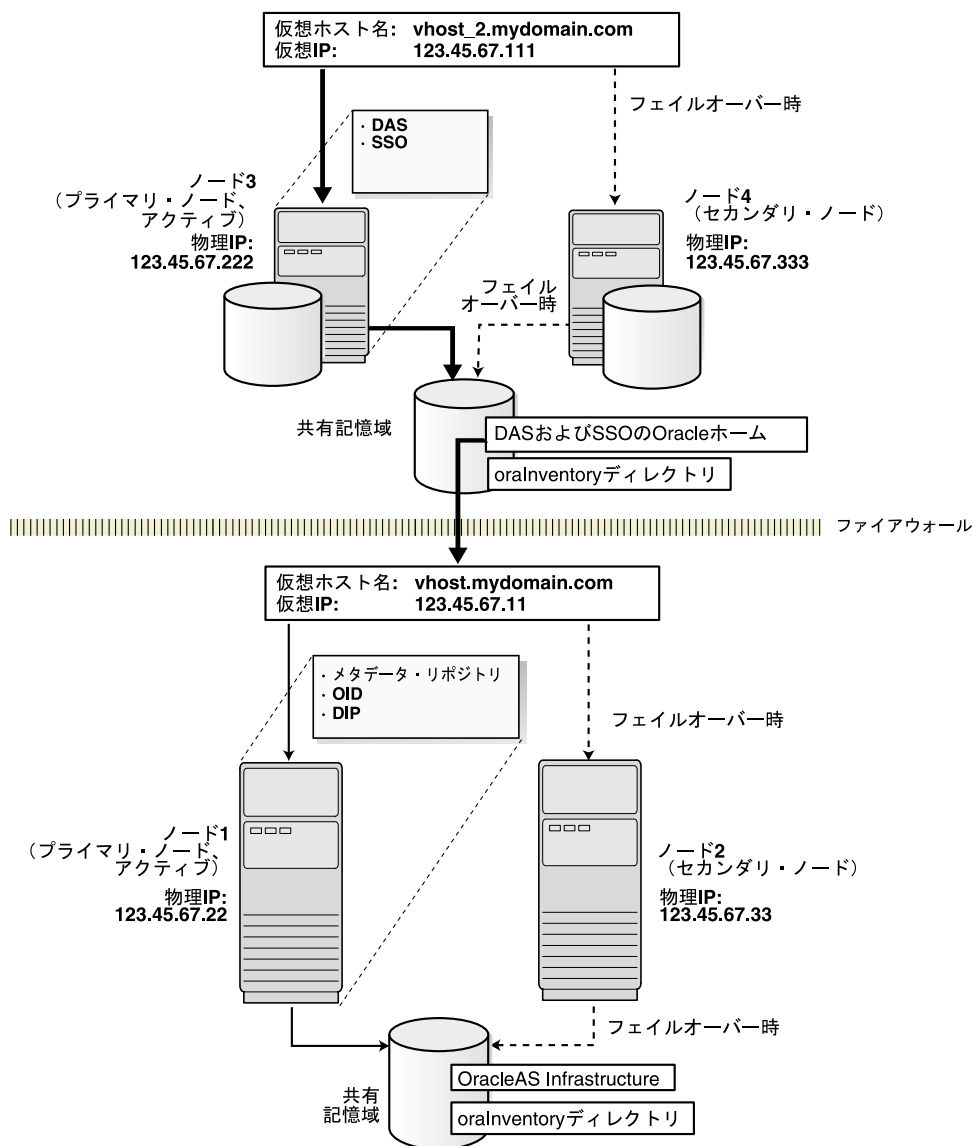 仮想ホスト名: vhost_2.mydomain.com
仮想IP: 123.45.67.111
フェイルオーバー時
・ DAS
・ SSO
ノード3
（プライマリ・ノード、
アクティブ）
物理IP:
123.45.67.222
ノード4
（セカンダリ・ノード）
物理IP:
123.45.67.333
フェイル
オーバー時
共有記憶域
DASおよびSSOのOracleホーム
oraInventoryディレクトリ
ファイアウォール
仮想ホスト名: vhost.mydomain.com
仮想IP: 123.45.67.11
・ メタデータ・リポジトリ
・ OID
・ DIP
フェイルオーバー時
ノード1
（プライマリ・ノード、
アクティブ）
物理IP:
123.45.67.22
ノード2
（セカンダリ・ノード）
物理IP:
123.45.67.33
フェイルオーバー時
共有
記憶域
OracleAS Infrastructure
oraInventoryディレクトリ